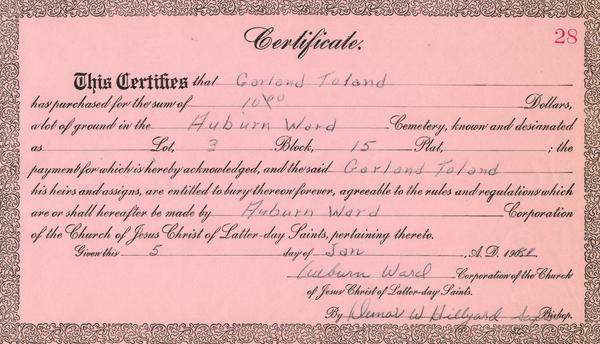 Certificate.
28
This Certifies that Garland Toland
has purchased for the sum of 10 00 Dollars,
a lot of ground in the Auburn Ward Cemetery, known and designated
as Lot, 3 Block, 15 Plat, ; the
payment for which is hereby acknowledged, and the said Garland Toland
his heirs and assigns, are entitled to bury thereon forever, agreeable to the rules and regulations which
are or shall hereafter be made by Auburn Ward Corporation
of the Church of Jesus Christ of Latter-day Saints, pertaining thereto.
Given this 5 day of Jan , A. D. 19
Auburn Ward Corporation of the Church
of Jesus Christ of Latter-day Saints.
By W Hillyard Bishop.